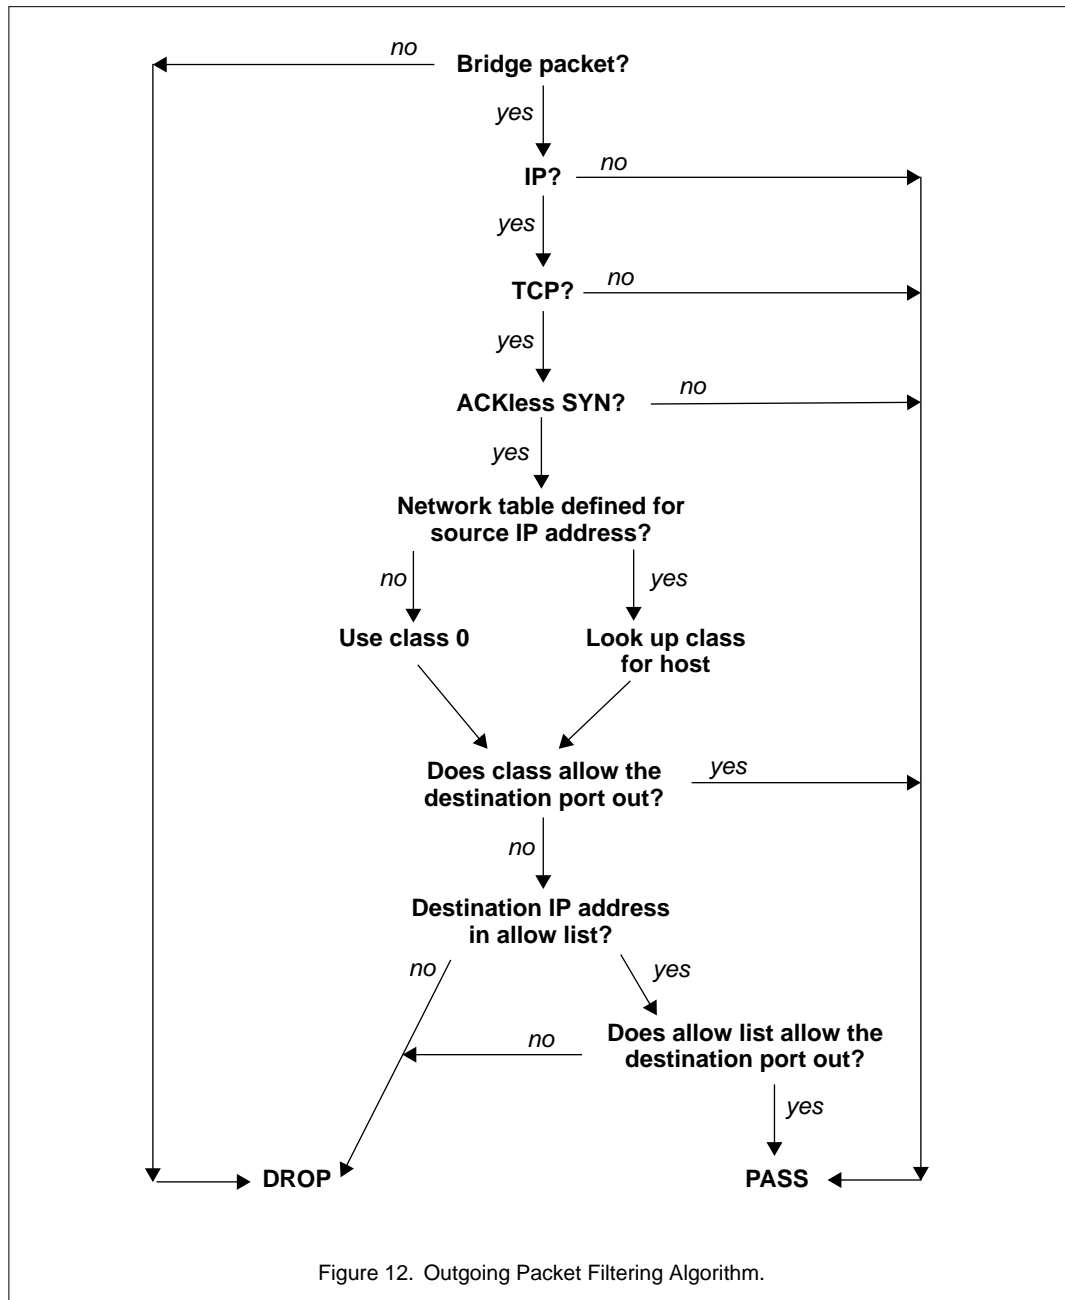 no
Bridge packet?
yes
IP?
no
yes
TCP?
no
yes
ACKless SYN?
no
yes
Network table defined for
source IP address?
no
yes
Use class 0
Look up class
for host
Does class allow the
destination port out?
yes
no
Destination IP address
in allow list?
no
yes
Does allow list allow the
destination port out?
no
yes
DROP
PASS
Figure 12. Outgoing Packet Filtering Algorithm.